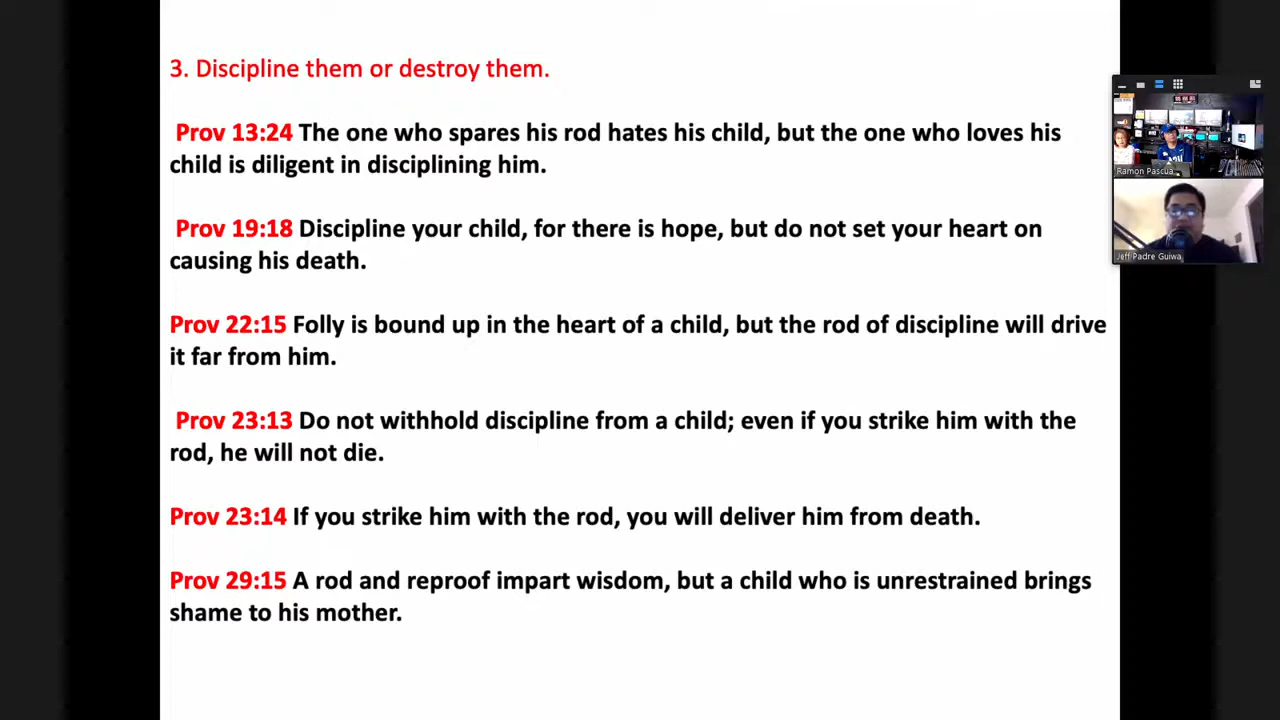 3. Discipline them or destroy them.
Prov 13:24 The one who spares his rod hates his child, but the one who loves his
child is diligent in disciplining him.
Prov 19:18 Discipline your child, for there is hope, but do not set your heart on
causing his death.
Prov 22:15 Folly is bound up in the heart of a child, but the rod of discipline will drive
it far from him.
Prov 23:13 Do not withhold discipline from a child; even if you strike him with the
rod, he will not die.
Prov 23:14 If you strike him with the rod, you will deliver him from death.
Prov 29:15 A rod and reproof impart wisdom, but a child who is unrestrained brings
shame to his mother.
Ramon Pascua
Jeff Padre Guiwa